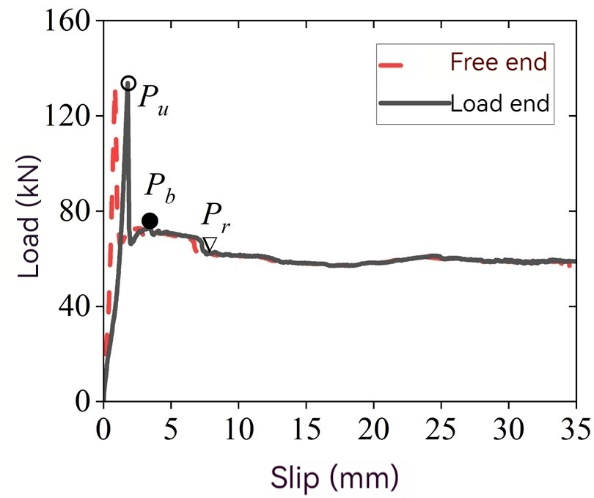 160
120
80
40
0
Load (kN)
Free end
Load end
P_u
P_b
P_r
0 5 10 15 20 25 30 35
Slip (mm)